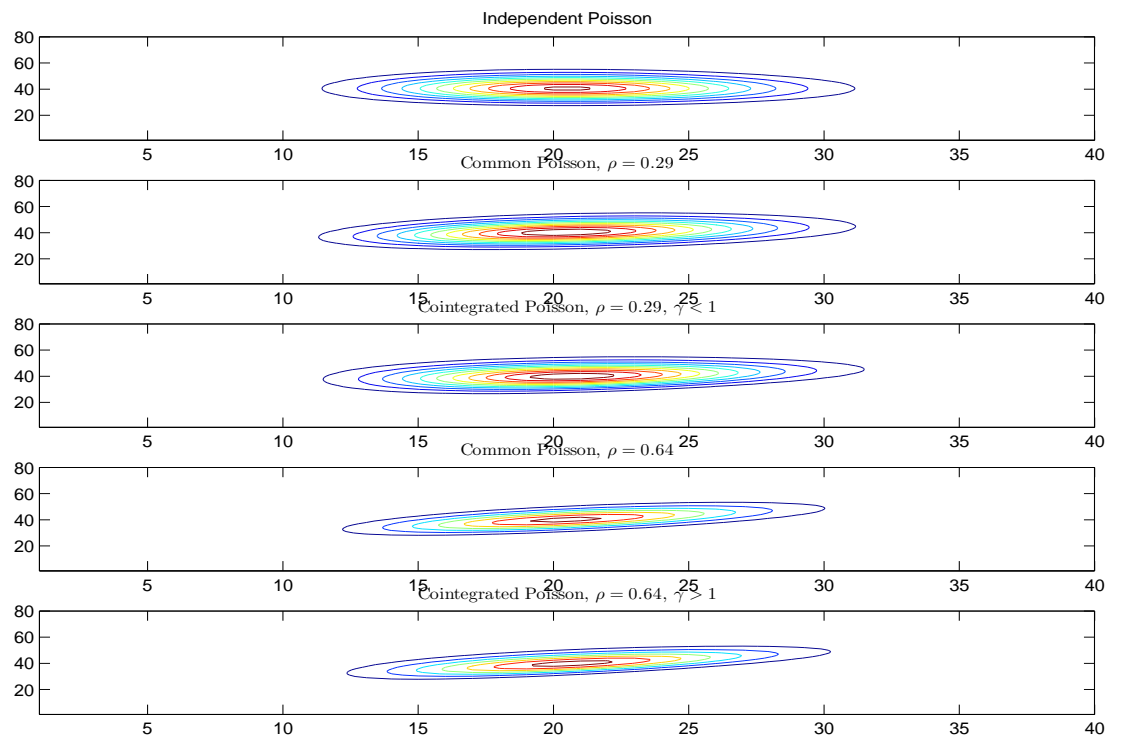 Independent Poisson
80
60
40
20
5 10 15 20 25 30 35 40
Common Poisson, ρ = 0.29
80
60
40
20
5 10 15 20 25 30 35 40
Cointegrated Poisson, ρ = 0.29, γ < 1
80
60
40
20
5 10 15 20 25 30 35 40
Common Poisson, ρ = 0.64
80
60
40
20
5 10 15 20 25 30 35 40
Cointegrated Poisson, ρ = 0.64, γ > 1
80
60
40
20
5 10 15 20 25 30 35 40